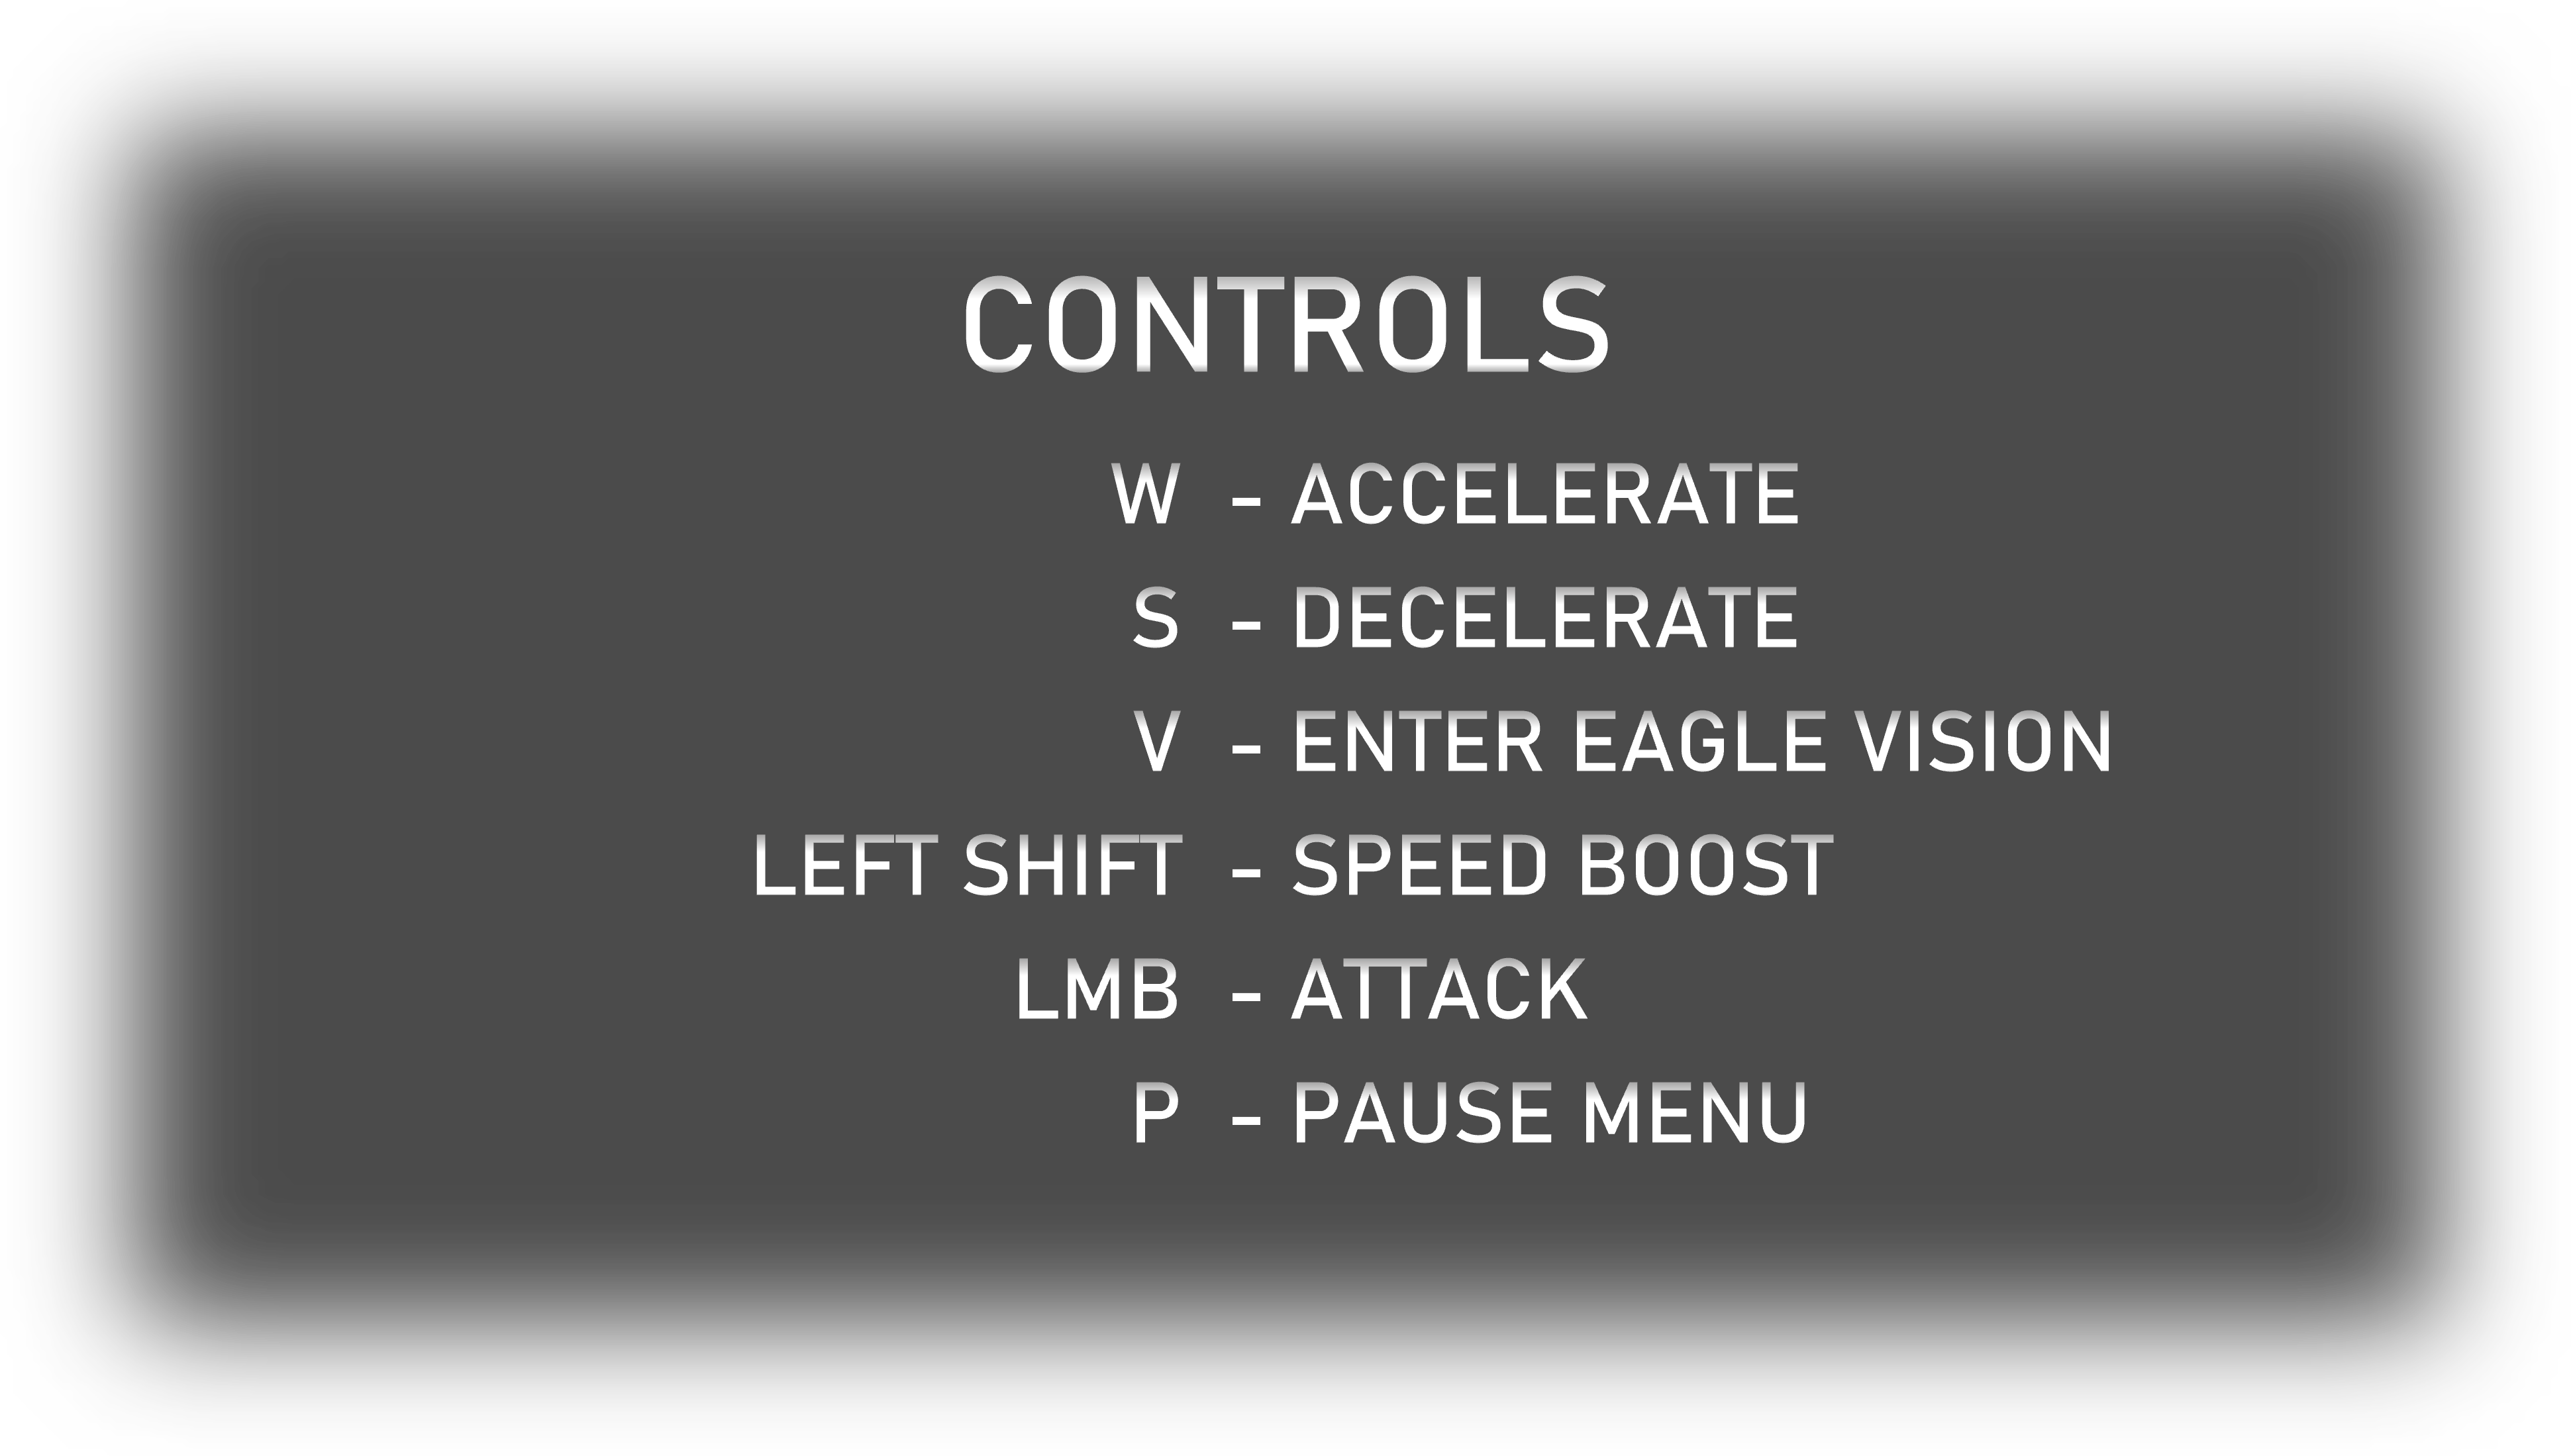 CONTROLS
W - ACCELERATE
S - DECELERATE
V - ENTER EAGLE VISION
LEFT SHIFT - SPEED BOOST
LMB - ATTACK
P - PAUSE MENU